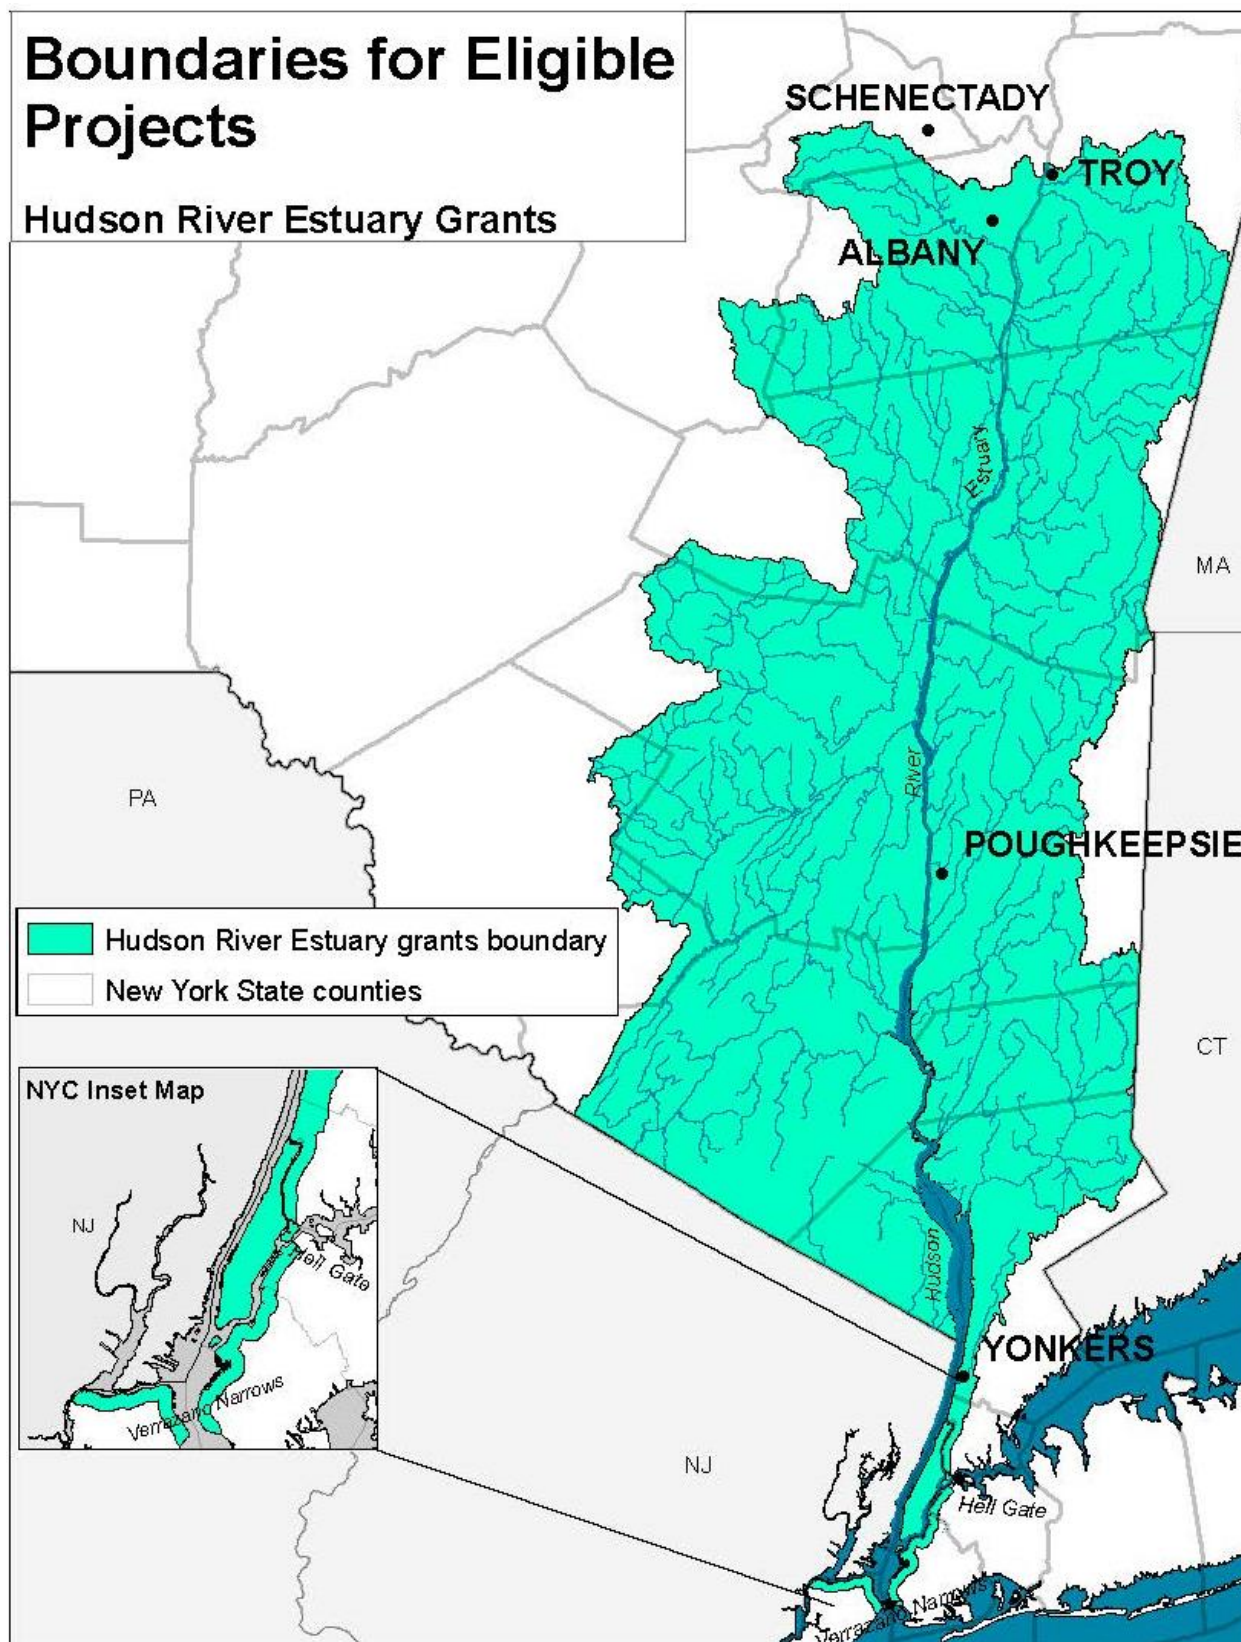 Boundaries for Eligible
Projects
Hudson River Estuary Grants
SCHENECTADY
TROY
ALBANY
Estuary
MA
River
PA
POUGHKEEPSIE
Hudson River Estuary grants boundary
New York State counties
CT
NYC Inset Map
NJ
Hell Gate
Verrazano Narrows
Hudson
YONKERS
NJ
Hell Gate
Verrazano Narrows